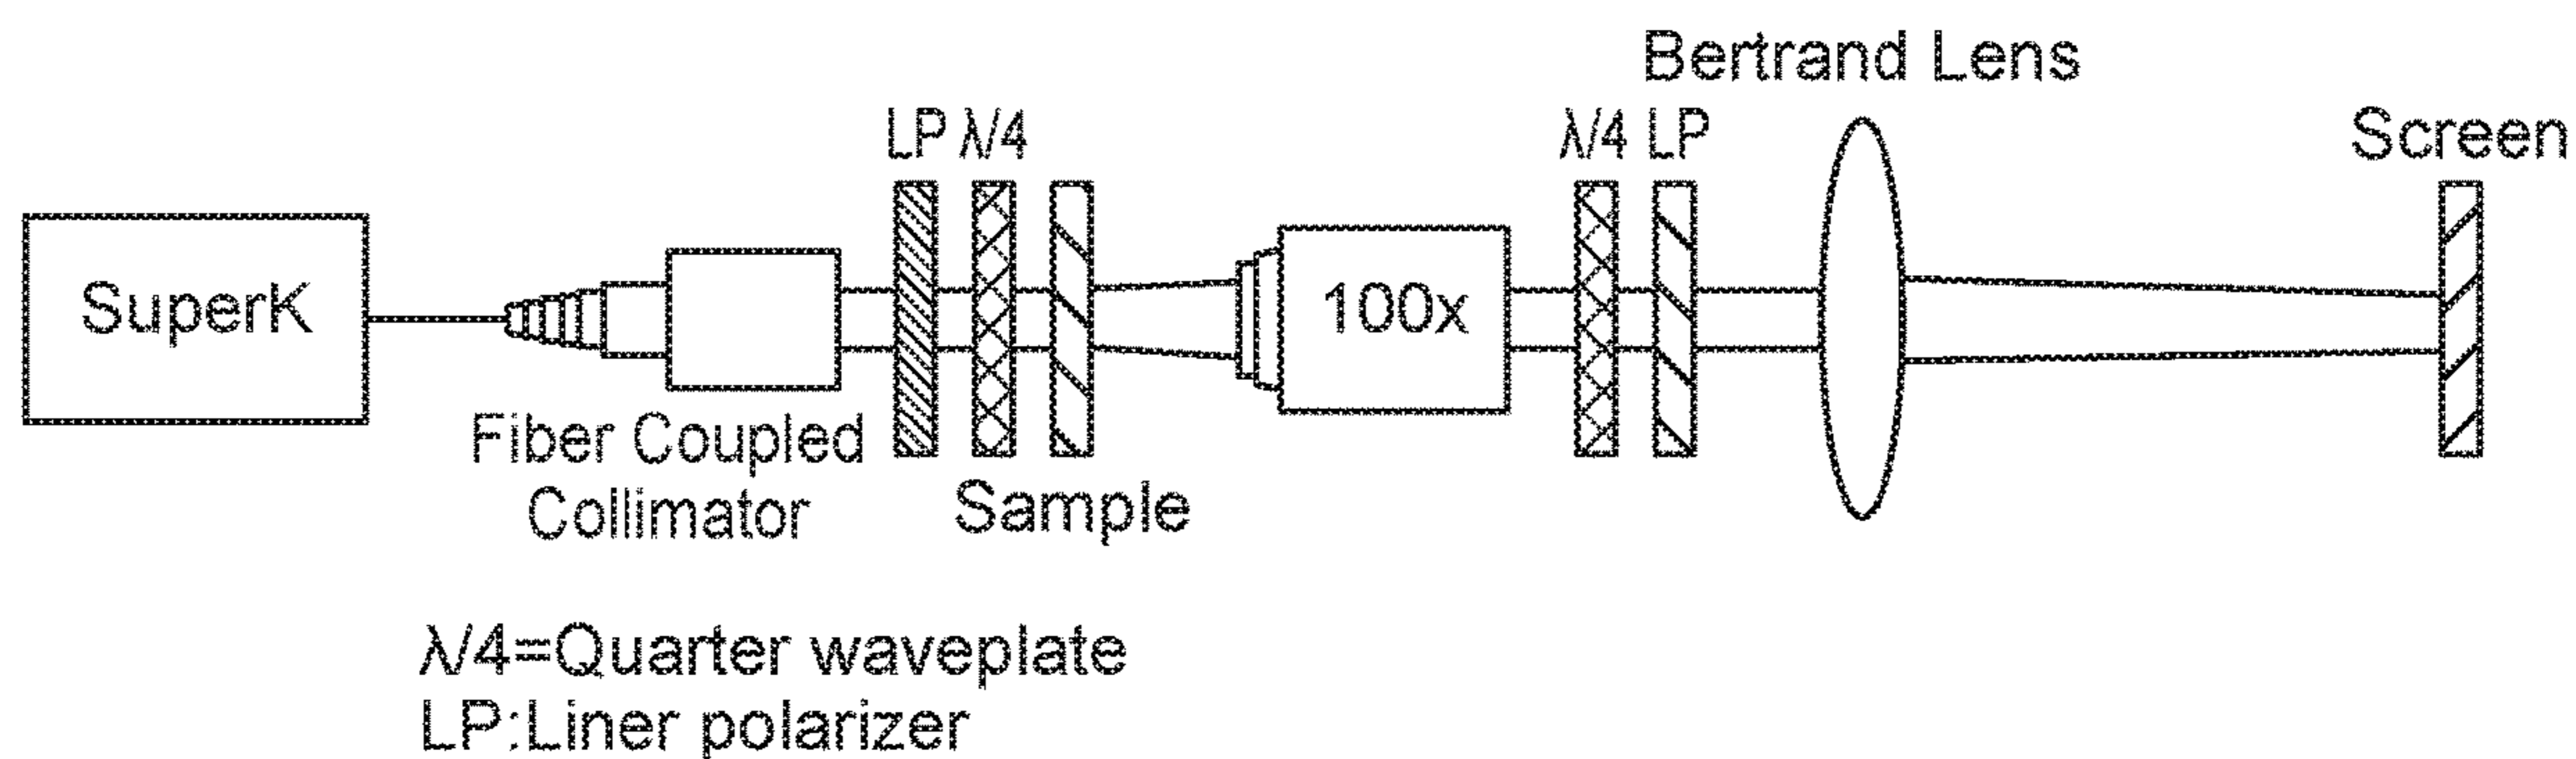 Bertrand Lens
LP λ/4
λ/4 LP
Screen
SuperK
100x
Fiber Coupled
Collimator
Sample
λ/4=Quarter waveplate
LP:Liner polarizer